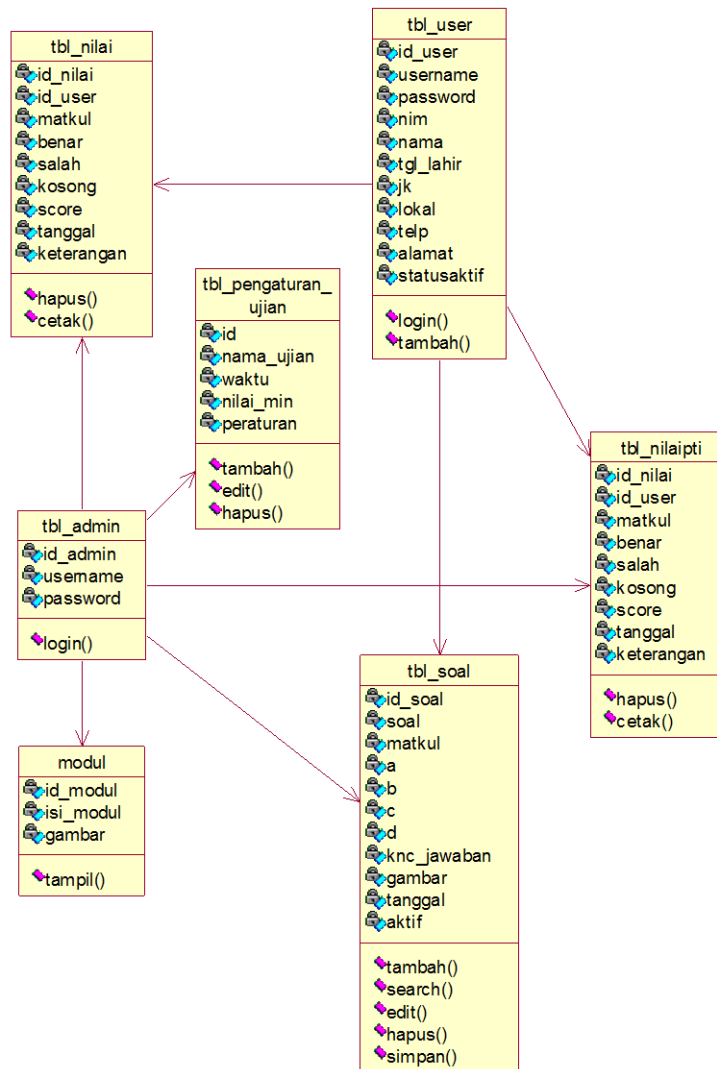 tbl_nilai
id_nilai
id_user
matkul
benar
salah
kosong
score
tanggal
keterangan
hapus()
cetak()
tbl_user
id_user
username
password
nim
nama
tgl_lahir
jk
lokal
telp
alamat
statusaktif
login()
tambah()
tbl_pengaturan_
ujian
id
nama_ujian
waktu
nilai_min
peraturan
tambah()
edit()
hapus()
tbl_nilaipti
id_nilai
id_user
matkul
benar
salah
kosong
score
tanggal
keterangan
hapus()
cetak()
tbl_admin
id_admin
username
password
login()
tbl_soal
id_soal
soal
matkul
a
b
c
d
knc_jawaban
gambar
tanggal
aktif
tambah()
search()
edit()
hapus()
simpan()
modul
id_modul
isi_modul
gambar
tampil()